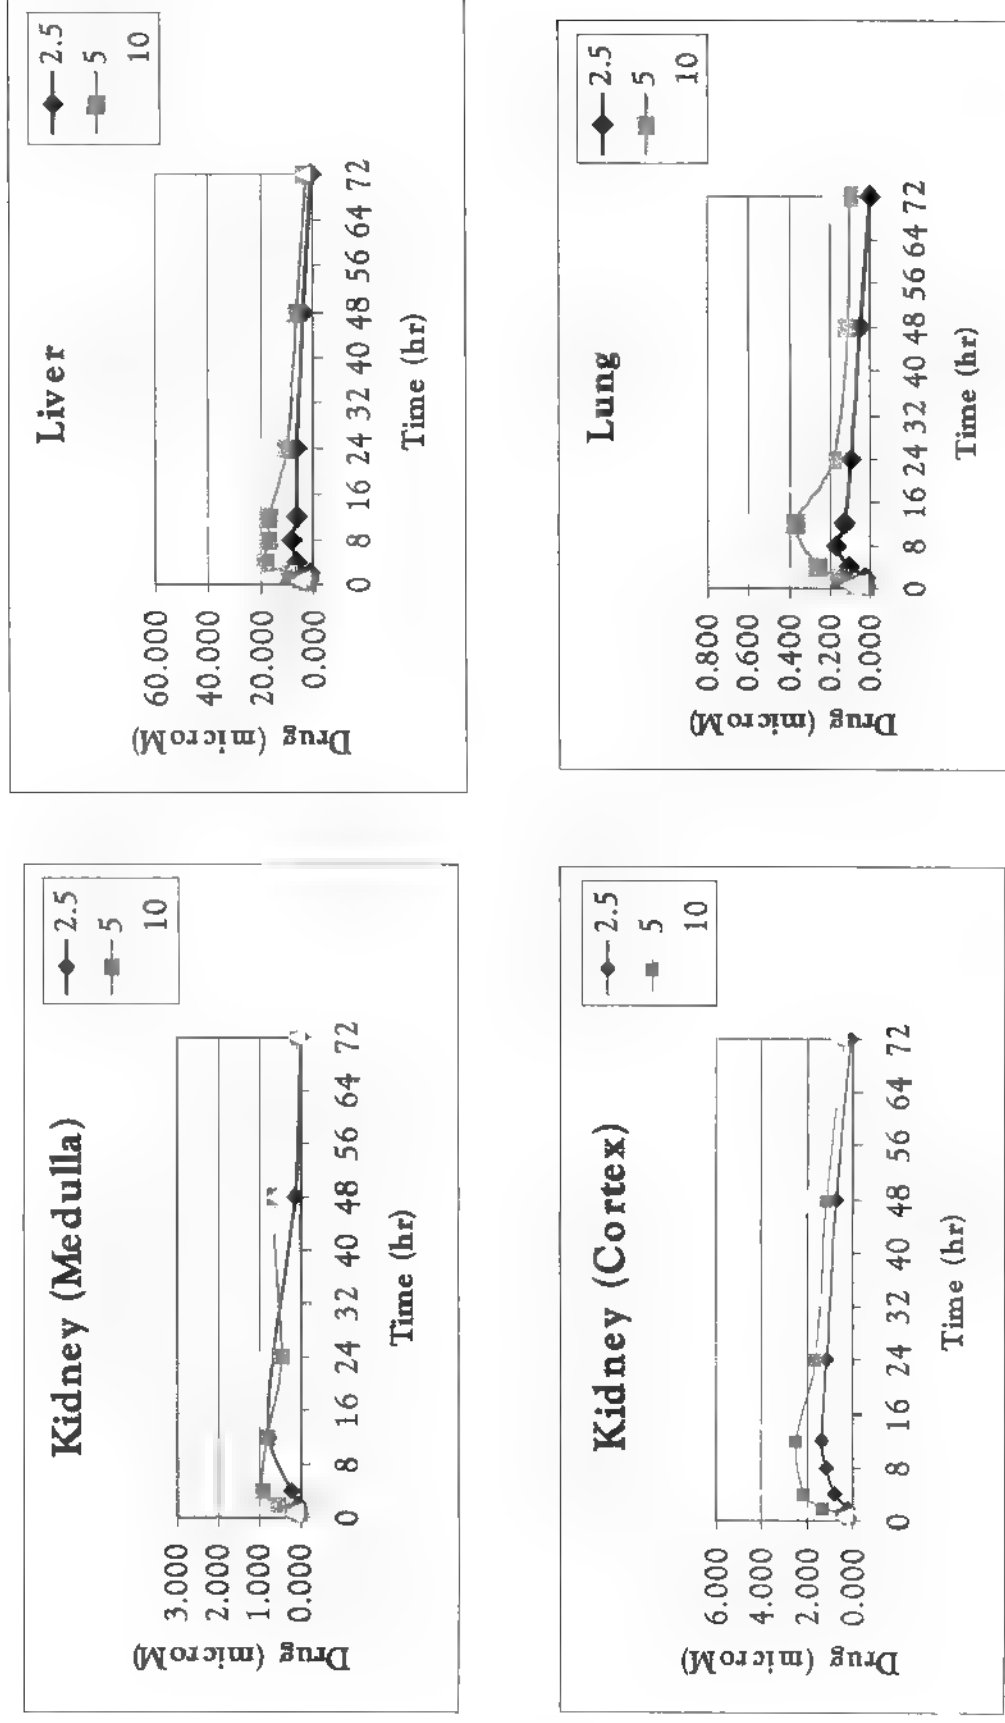 Kidney (Medulla)
2.5
5
10
3.000
2.000
1.000
0.000
Drug (microM)
0 8 16 24 32 40 48 56 64 72
Time (hr)
Liver
2.5
5
10
60.000
40.000
20.000
0.000
Drug (microM)
0 8 16 24 32 40 48 56 64 72
Time (hr)
Kidney (Cortex)
2.5
5
10
6.000
4.000
2.000
0.000
Drug (microM)
0 8 16 24 32 40 48 56 64 72
Time (hr)
Lung
2.5
5
10
0.800
0.600
0.400
0.200
0.000
Drug (microM)
0 8 16 24 32 40 48 56 64 72
Time (hr)